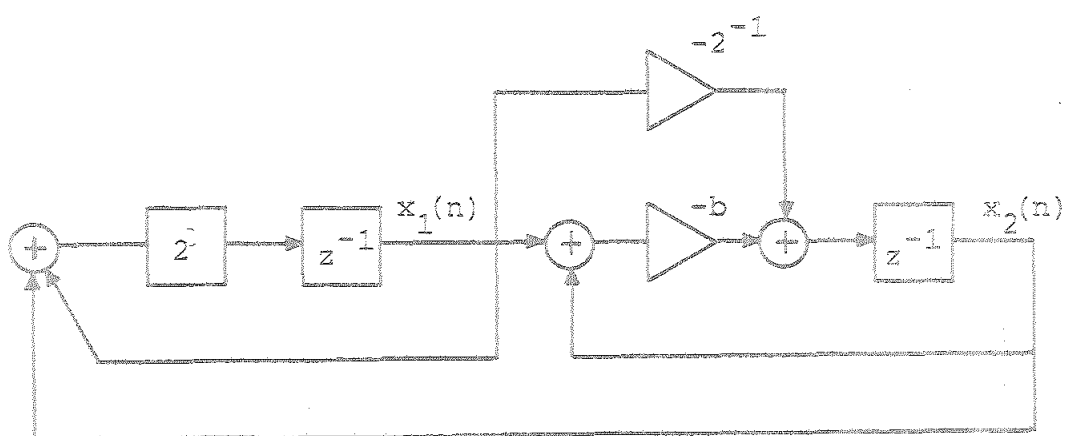 -2^-1
x_1(n)
-b
x_2(n)
+
2
z^-1
+
+
z^-1